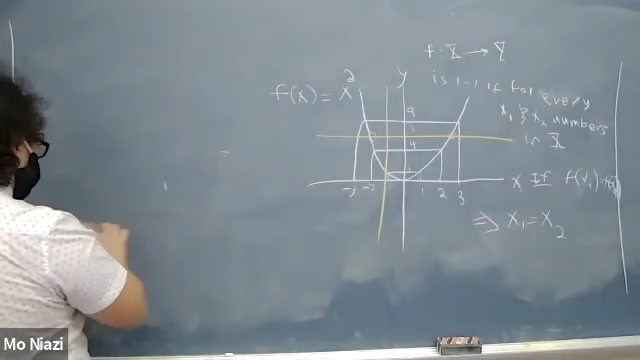 f: X → Y
f(x) = x²
is 1-1 if for every
x₁ & x₂ numbers
in X
If f(x₁) = 
⇒ x₁ = x₂
y
9
4
1
x
-3 -2 1 2 3
Mo Niazi